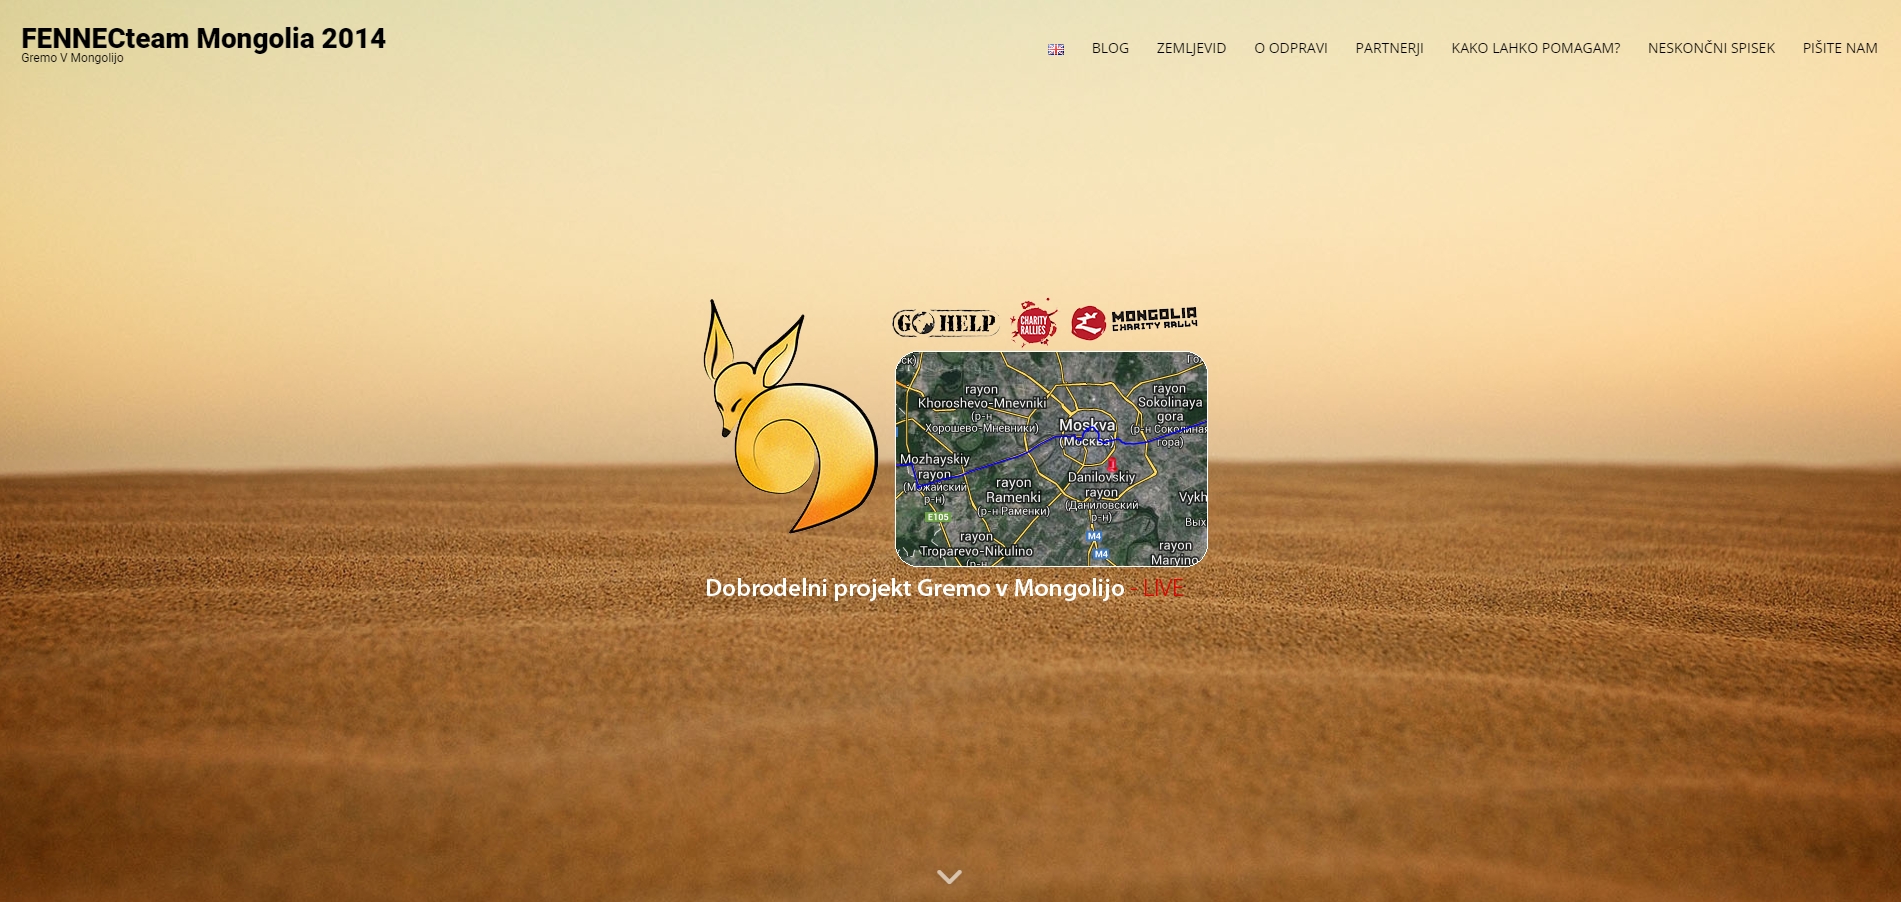 FENNECteam Mongolia 2014
Gremo V Mongolijo
BLOG ZEMLJEVID O ODPRAVI PARTNERJI KAKO LAHKO POMAGAM? NESKONČNI SPISEK PIŠITE NAM
GO HELP
CHARITY
RALLIES
MONGOLIA
CHARITY RALLY
rayon
Khoroshevo-Mnevniki
(р-н
Хорошево-Мневники)
Moskva
(Москва)
rayon
Sokolinaya
gora
(р-н Соколиная
гора)
Mozhayskiy
rayon
(Можайский
р-н)
rayon
Ramenki
(р-н Раменки)
1
Danilovskiy
rayon
(Даниловский
р-н)
Vykh
Вых
E105
M4
M4
rayon
Troparevo-Nikulino
(р-н
rayon
Maryino
Dobrodelni projekt Gremo v Mongolijo - LIVE